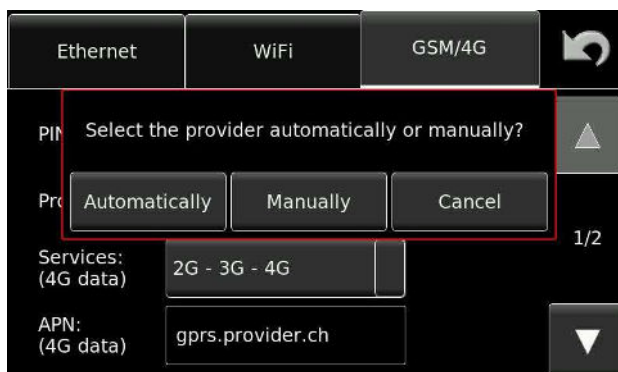 Ethernet WiFi GSM/4G
PIN
Select the provider automatically or manually?
Automatically Manually Cancel
1/2
Services:
(4G data)
2G - 3G - 4G
APN:
(4G data)
gprs.provider.ch